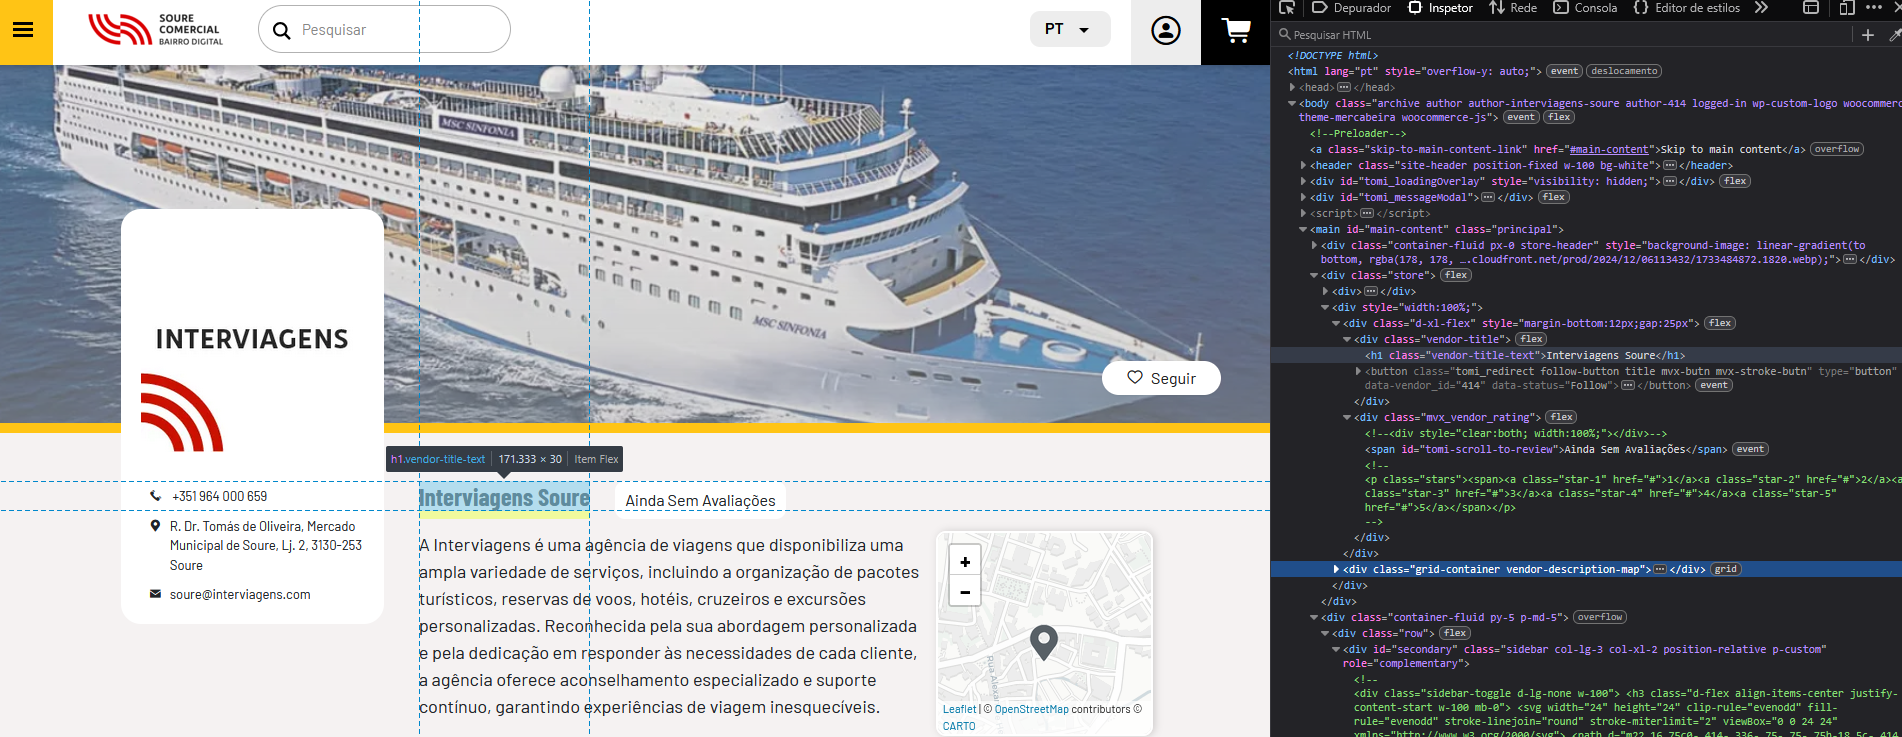 SOURE
COMERCIAL
BAIRRO DIGITAL
Pesquisar
PT
MSC SINFONIA
MSC SINFONIA
INTERVIAGENS
Seguir
h1.vendor-title-text 171.333 × 30 Item Flex
+351 964 000 659
R. Dr. Tomás de Oliveira, Mercado
Municipal de Soure, Lj. 2, 3130-253
Soure
soure@interviagens.com
Interviagens Soure
Ainda Sem Avaliações
A Interviagens é uma agência de viagens que disponibiliza uma
ampla variedade de serviços, incluindo a organização de pacotes
turísticos, reservas de voos, hotéis, cruzeiros e excursões
personalizadas. Reconhecida pela sua abordagem personalizada
e pela dedicação em responder às necessidades de cada cliente,
a agência oferece aconselhamento especializado e suporte
contínuo, garantindo experiências de viagem inesquecíveis.
+
−
Rua Alexa
Leaflet | © OpenStreetMap contributors ©
CARTO
Depurador Inspetor Rede Consola Editor de estilos
Pesquisar HTML
<!DOCTYPE html>
<html lang="pt" style="overflow-y: auto;"> event deslocamento
<head> ... </head>
<body class="archive author author-interviagens-soure author-414 logged-in wp-custom-logo woocommerc
theme-mercabeira woocommerce-js"> event flex
<!--Preloader-->
<a class="skip-to-main-content-link" href="#main-content">Skip to main content</a> overflow
<header class="site-header position-fixed w-100 bg-white"> ... </header>
<div id="tomi_loadingOverlay" style="visibility: hidden;"> ... </div> flex
<div id="tomi_messageModal"> ... </div> flex
<script> ... </script>
<main id="main-content" class="principal">
<div class="container-fluid px-0 store-header" style="background-image: linear-gradient(to
bottom, rgba(178, 178, ….cloudfront.net/prod/2024/12/06113432/1733484872.1820.webp);"> ... </div>
<div class="store"> flex
<div> ... </div>
<div style="width:100%;">
<div class="d-xl-flex" style="margin-bottom:12px;gap:25px"> flex
<div class="vendor-title"> flex
<h1 class="vendor-title-text">Interviagens Soure</h1>
<button class="tomi_redirect follow-button title mvx-butn mvx-stroke-butn" type="button"
data-vendor_id="414" data-status="Follow"> ... </button> event
</div>
<div class="mvx_vendor_rating"> flex
<!--<div style="clear:both; width:100%;"></div>-->
<span id="tomi-scroll-to-review">Ainda Sem Avaliações</span> event
<!--
<p class="stars"><span><a class="star-1" href="#">1</a><a class="star-2" href="#">2</a><a
class="star-3" href="#">3</a><a class="star-4" href="#">4</a><a class="star-5"
href="#">5</a></span></p>
-->
</div>
</div>
<div class="grid-container vendor-description-map"> ... </div> grid
</div>
</div>
<div class="container-fluid py-5 p-md-5"> overflow
<div class="row"> flex
<div id="secondary" class="sidebar col-lg-3 col-xl-2 position-relative p-custom"
role="complementary">
<!--
<div class="sidebar-toggle d-lg-none w-100"> <h3 class="d-flex align-items-center justify-
content-start w-100 mb-0"> <svg width="24" height="24" clip-rule="evenodd" fill-
rule="evenodd" stroke-linejoin="round" stroke-miterlimit="2" viewBox="0 0 24 24"